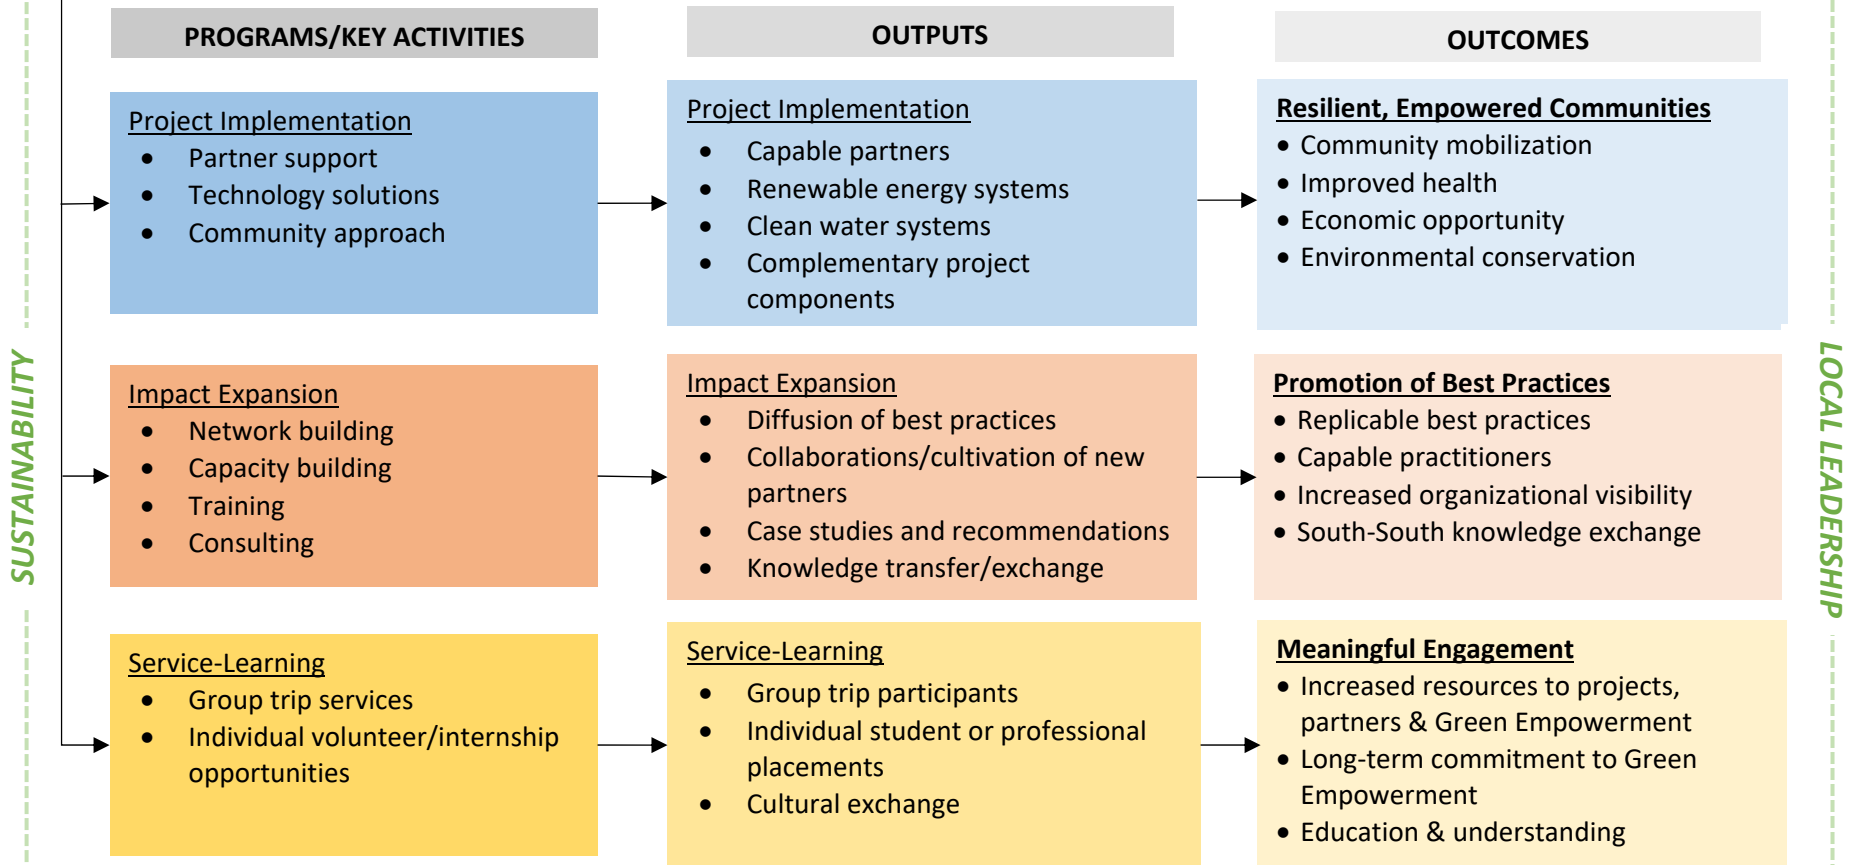 PROGRAMS/KEY ACTIVITIES
OUTPUTS
OUTCOMES
Project Implementation
• Partner support
• Technology solutions
• Community approach
Project Implementation
• Capable partners
• Renewable energy systems
• Clean water systems
• Complementary project
components
Resilient, Empowered Communities
• Community mobilization
• Improved health
• Economic opportunity
• Environmental conservation
Impact Expansion
• Network building
• Capacity building
• Training
• Consulting
Impact Expansion
• Diffusion of best practices
• Collaborations/cultivation of new
partners
• Case studies and recommendations
• Knowledge transfer/exchange
Promotion of Best Practices
• Replicable best practices
• Capable practitioners
• Increased organizational visibility
• South-South knowledge exchange
Service-Learning
• Group trip services
• Individual volunteer/internship
opportunities
Service-Learning
• Group trip participants
• Individual student or professional
placements
• Cultural exchange
Meaningful Engagement
• Increased resources to projects,
partners & Green Empowerment
• Long-term commitment to Green
Empowerment
• Education & understanding
SUSTAINABILITY
LOCAL LEADERSHIP